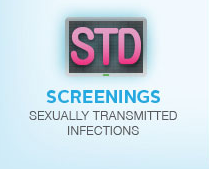 STD
SCREENINGS
SEXUALLY TRANSMITTED
INFECTIONS